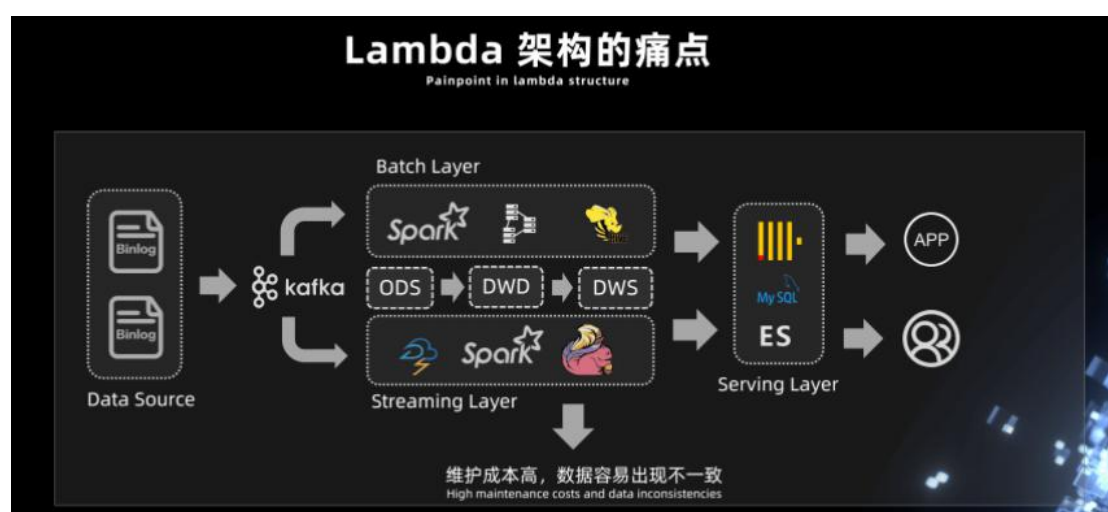 Lambda 架构的痛点
Painpoint in lambda structure
Batch Layer
Spark
HIVE
Binlog
Binlog
Data Source
kafka
ODS
DWD
DWS
Spark
Streaming Layer
MySQL
ES
Serving Layer
APP
维护成本高，数据容易出现不一致
High maintenance costs and data inconsistencies